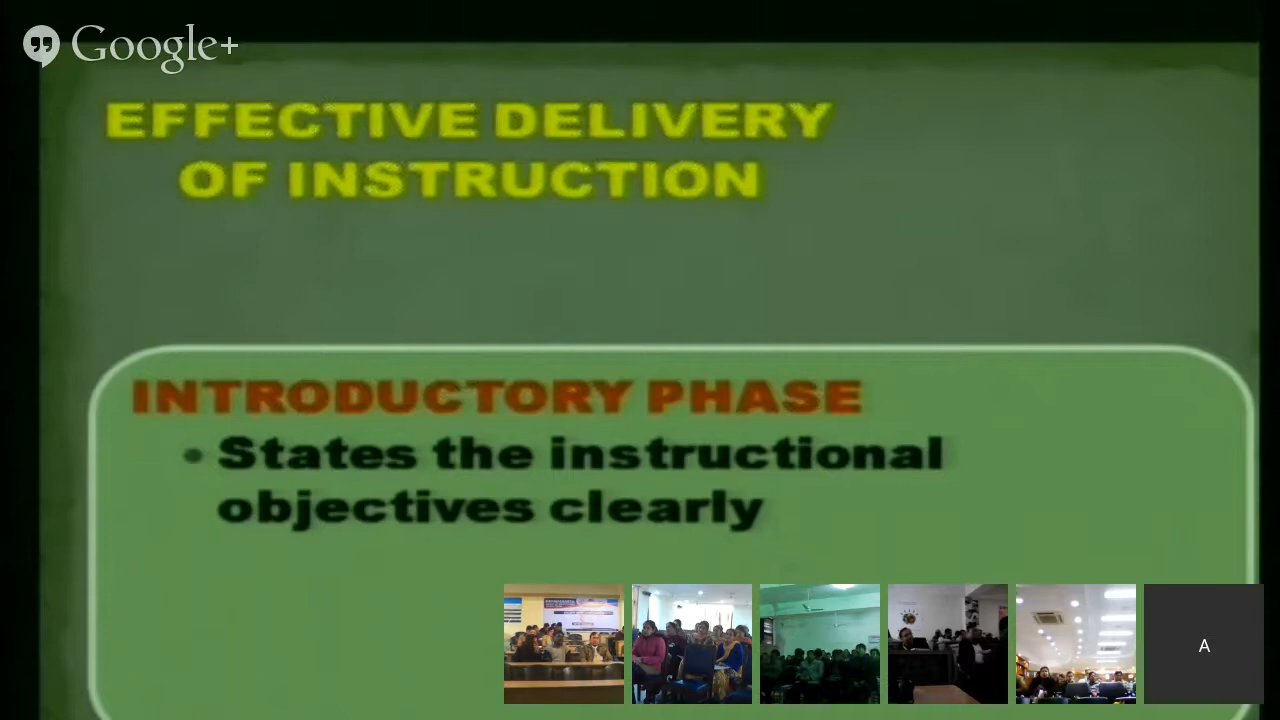 Google+
EFFECTIVE DELIVERY
OF INSTRUCTION
INTRODUCTORY PHASE
• States the instructional
objectives clearly
A